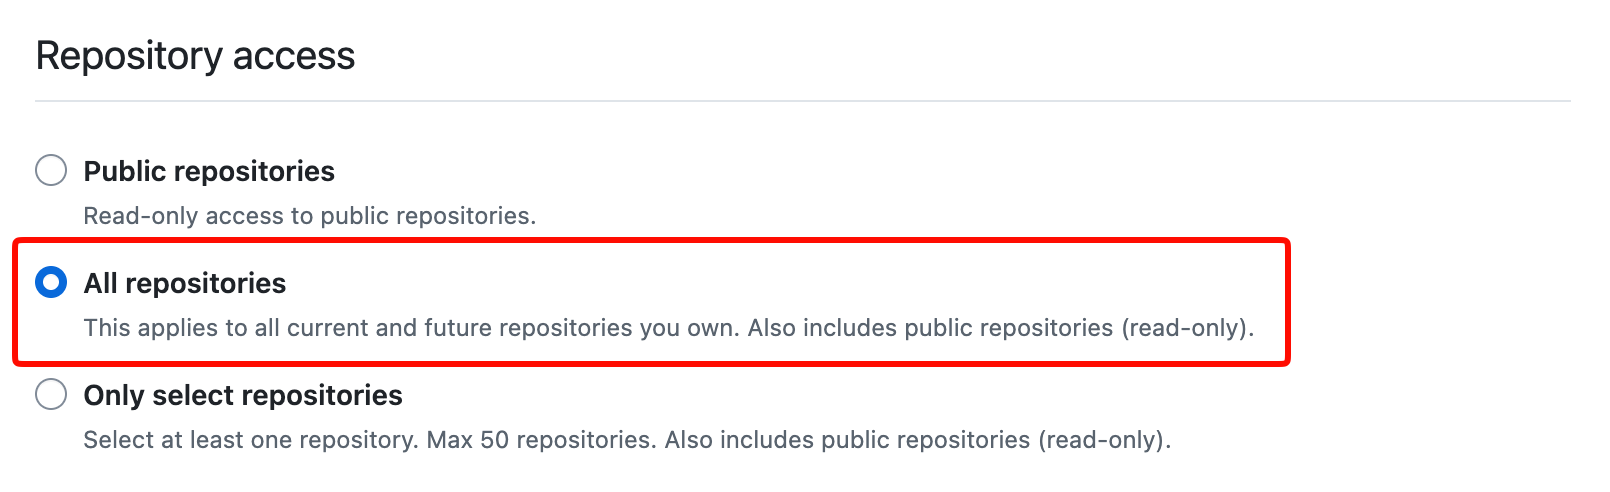 Repository access
Public repositories
Read-only access to public repositories.
All repositories
This applies to all current and future repositories you own. Also includes public repositories (read-only).
Only select repositories
Select at least one repository. Max 50 repositories. Also includes public repositories (read-only).